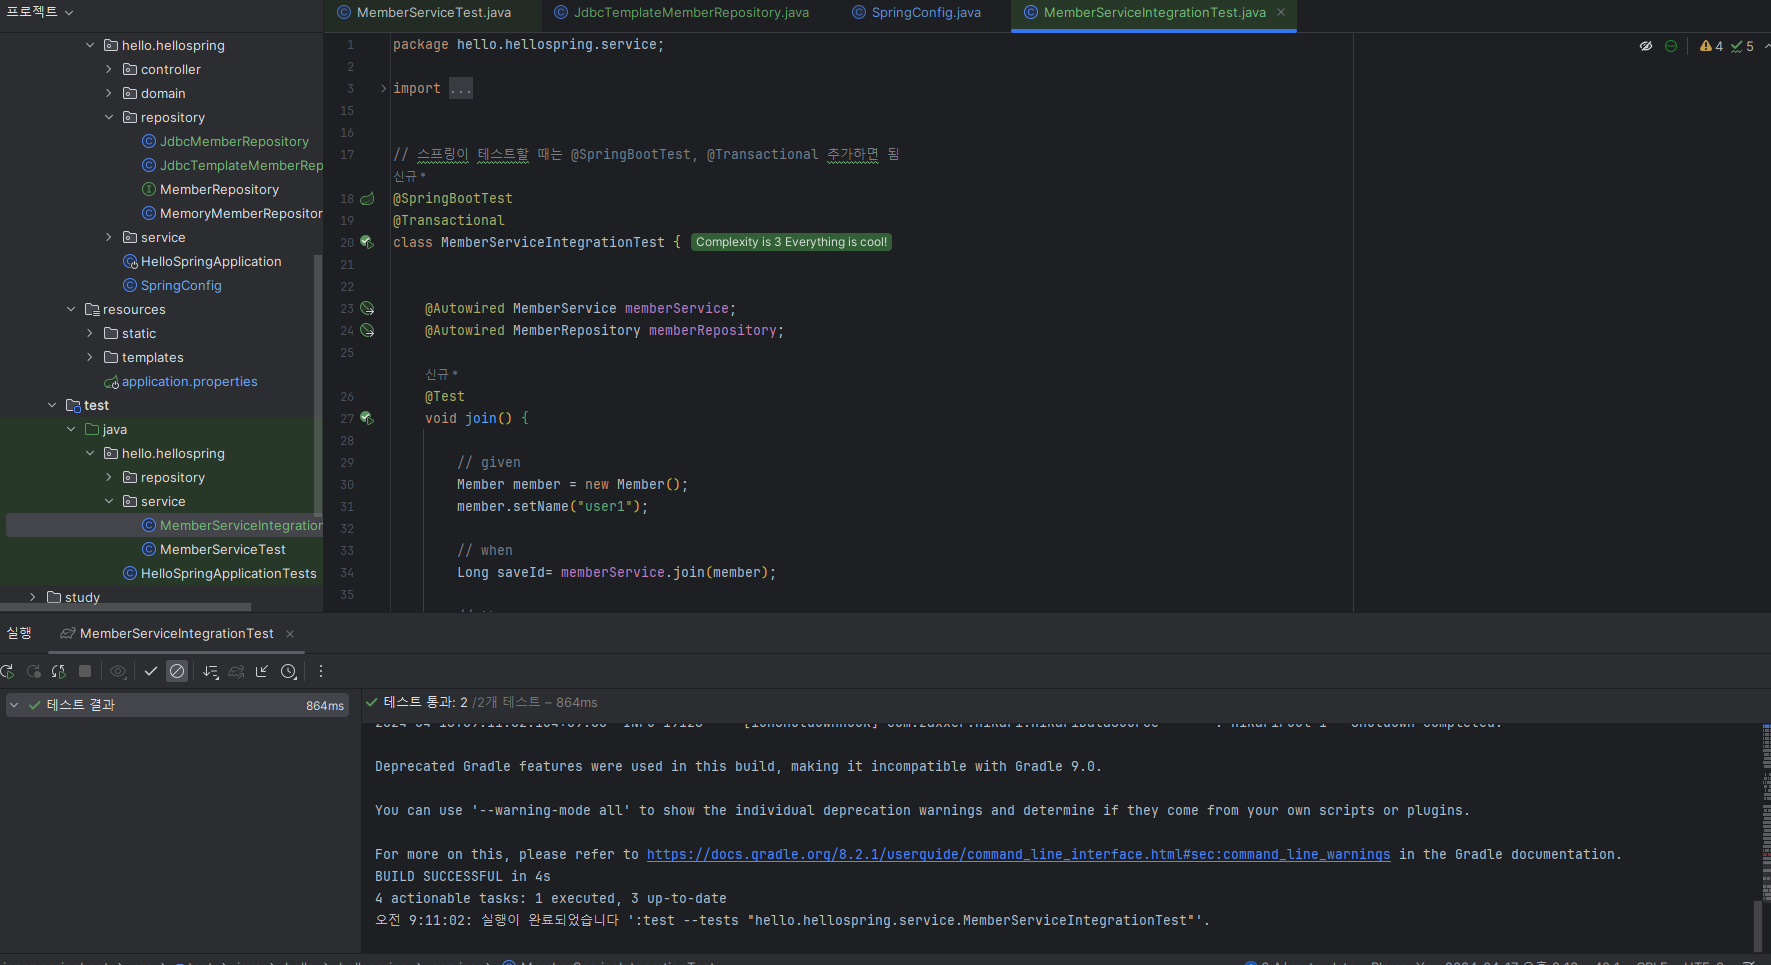 프로젝트
MemberServiceTest.java
JdbcTemplateMemberRepository.java
SpringConfig.java
MemberServiceIntegrationTest.java
hello.hellospring
controller
domain
repository
JdbcMemberRepository
JdbcTemplateMemberRep
MemberRepository
MemoryMemberRepositor
service
HelloSpringApplication
SpringConfig
resources
static
templates
application.properties
test
java
hello.hellospring
repository
service
MemberServiceIntegration
MemberServiceTest
HelloSpringApplicationTests
study
4 5
1 package hello.hellospring.service;
2
3 import ...
15
16
17 // 스프링이 테스트할 때는 @SpringBootTest, @Transactional 추가하면 됨
신규 *
18 @SpringBootTest
19 @Transactional
20 class MemberServiceIntegrationTest { Complexity is 3 Everything is cool!
21
22
23 @Autowired MemberService memberService;
24 @Autowired MemberRepository memberRepository;
25
신규 *
26 @Test
27 void join() {
28
29 // given
30 Member member = new Member();
31 member.setName("user1");
32
33 // when
34 Long saveId= memberService.join(member);
35
실행 MemberServiceIntegrationTest
테스트 결과 864ms
테스트 통과: 2 /2개 테스트 – 864ms
Deprecated Gradle features were used in this build, making it incompatible with Gradle 9.0.
You can use '--warning-mode all' to show the individual deprecation warnings and determine if they come from your own scripts or plugins.
For more on this, please refer to https://docs.gradle.org/8.2.1/userguide/command_line_interface.html#sec:command_line_warnings in the Gradle documentation.
BUILD SUCCESSFUL in 4s
4 actionable tasks: 1 executed, 3 up-to-date
오전 9:11:02: 실행이 완료되었습니다 ':test --tests "hello.hellospring.service.MemberServiceIntegrationTest"'.